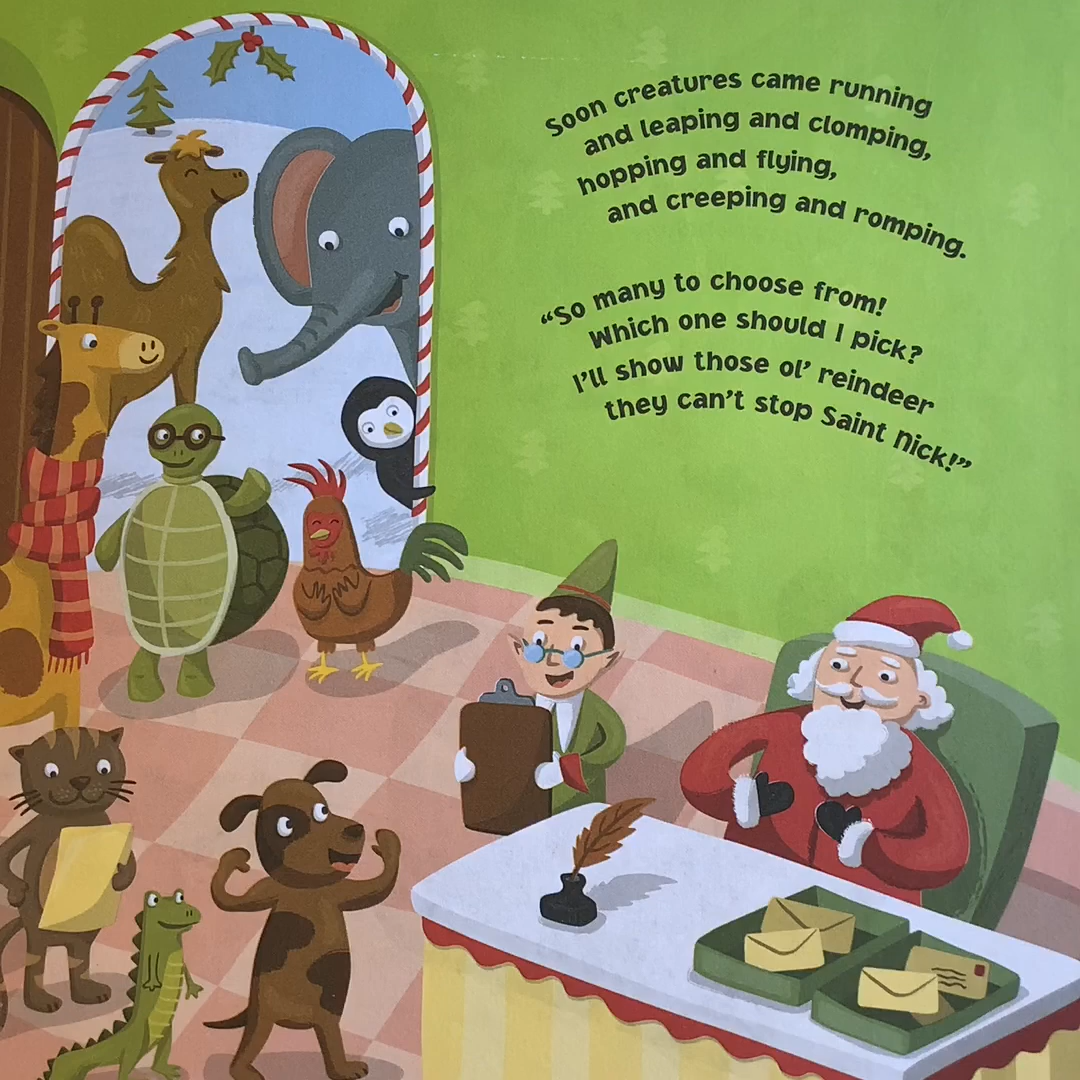 Soon creatures came running
and leaping and clomping,
hopping and flying,
and creeping and romping.
“So many to choose from!
Which one should I pick?
I’ll show those ol’ reindeer
they can’t stop Saint Nick!”